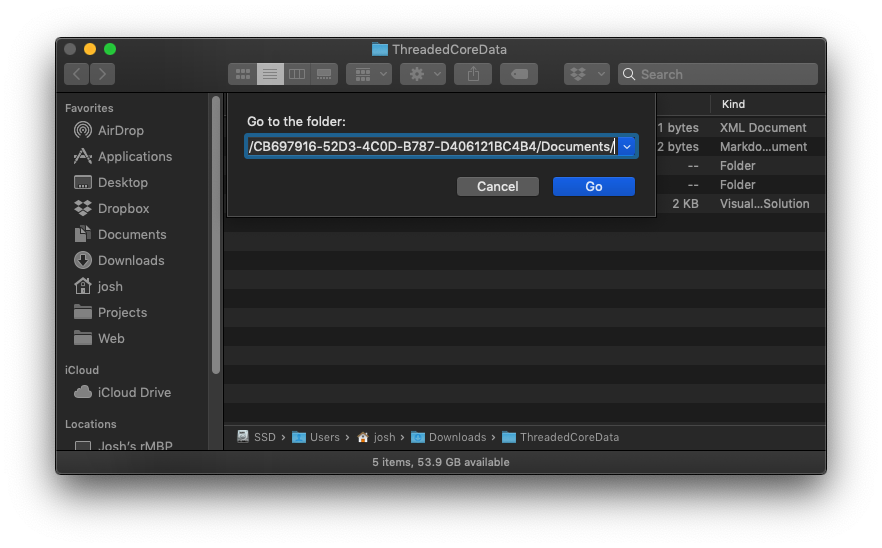 ThreadedCoreData
Search
Favorites
AirDrop
Applications
Desktop
Dropbox
Documents
Downloads
josh
Projects
Web
iCloud
iCloud Drive
Locations
Josh's rMBP
Go to the folder:
/CB697916-52D3-4C0D-B787-D406121BC4B4/Documents/
Cancel
Go
Kind
1 bytes XML Document
2 bytes Markdo...ument
-- Folder
-- Folder
2 KB Visual...Solution
SSD › Users › josh › Downloads › ThreadedCoreData
5 items, 53.9 GB available